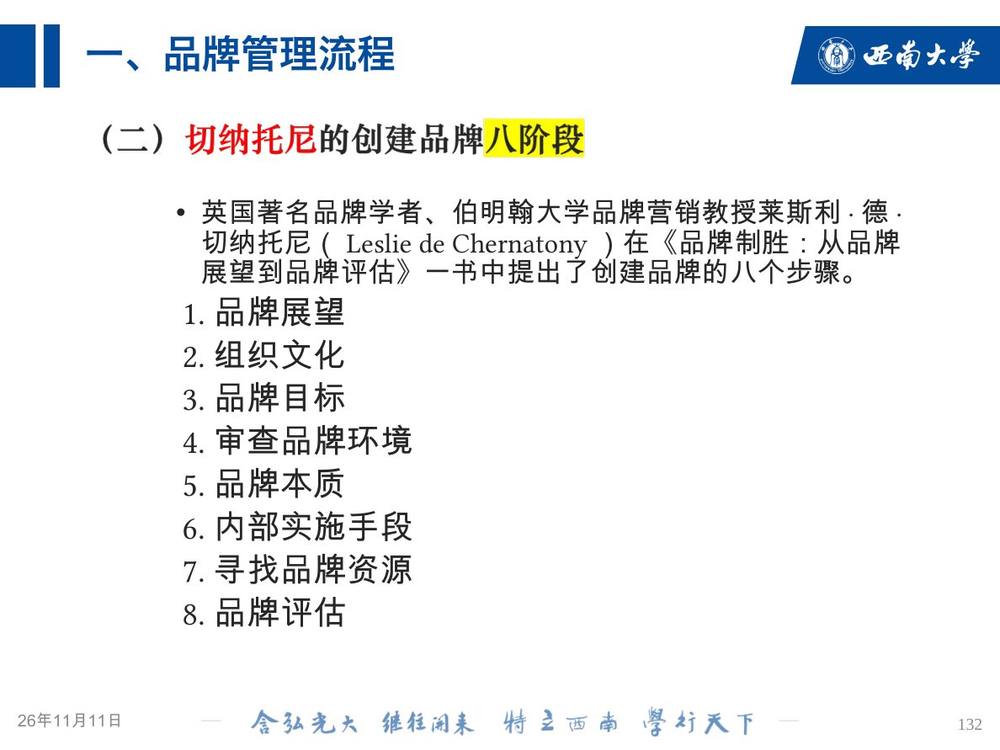 一、品牌管理流程
西南大学
（二）切纳托尼的创建品牌八阶段
• 英国著名品牌学者、伯明翰大学品牌营销教授莱斯利 · 德 ·
切纳托尼（ Leslie de Chernatony ）在《品牌制胜：从品牌
展望到品牌评估》一书中提出了创建品牌的八个步骤。
1. 品牌展望
2. 组织文化
3. 品牌目标
4. 审查品牌环境
5. 品牌本质
6. 内部实施手段
7. 寻找品牌资源
8. 品牌评估
26年11月11日
含弘光大 继往开来 特立西南 學行天下
132